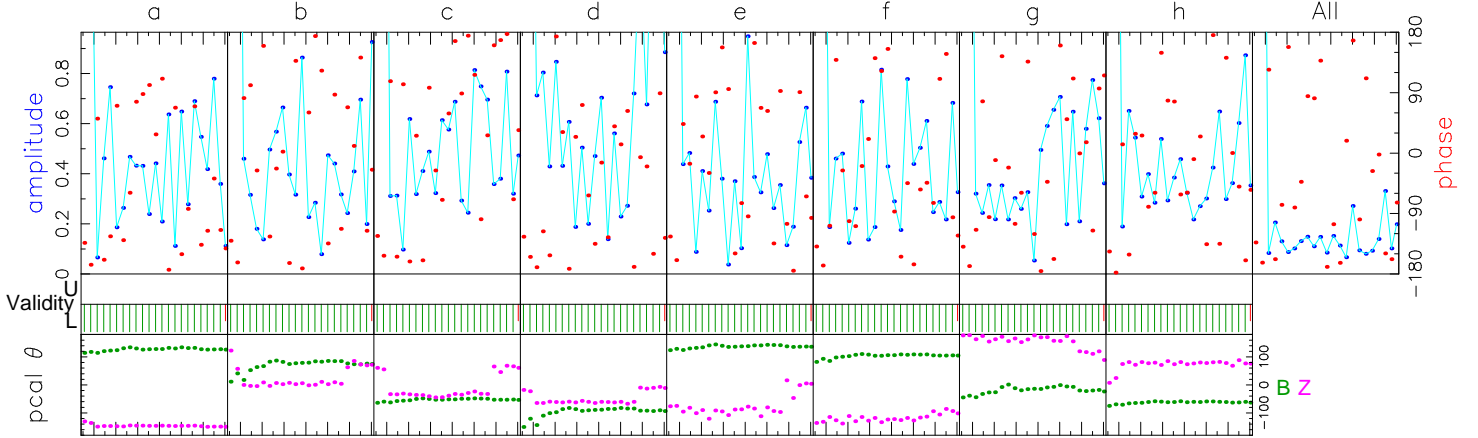 a b c d e f g h All
amplitude
0 0.2 0.4 0.6 0.8
phase
180 90 0 −90 −180
Validity
U
L
pcal θ
100 0 −100
B Z